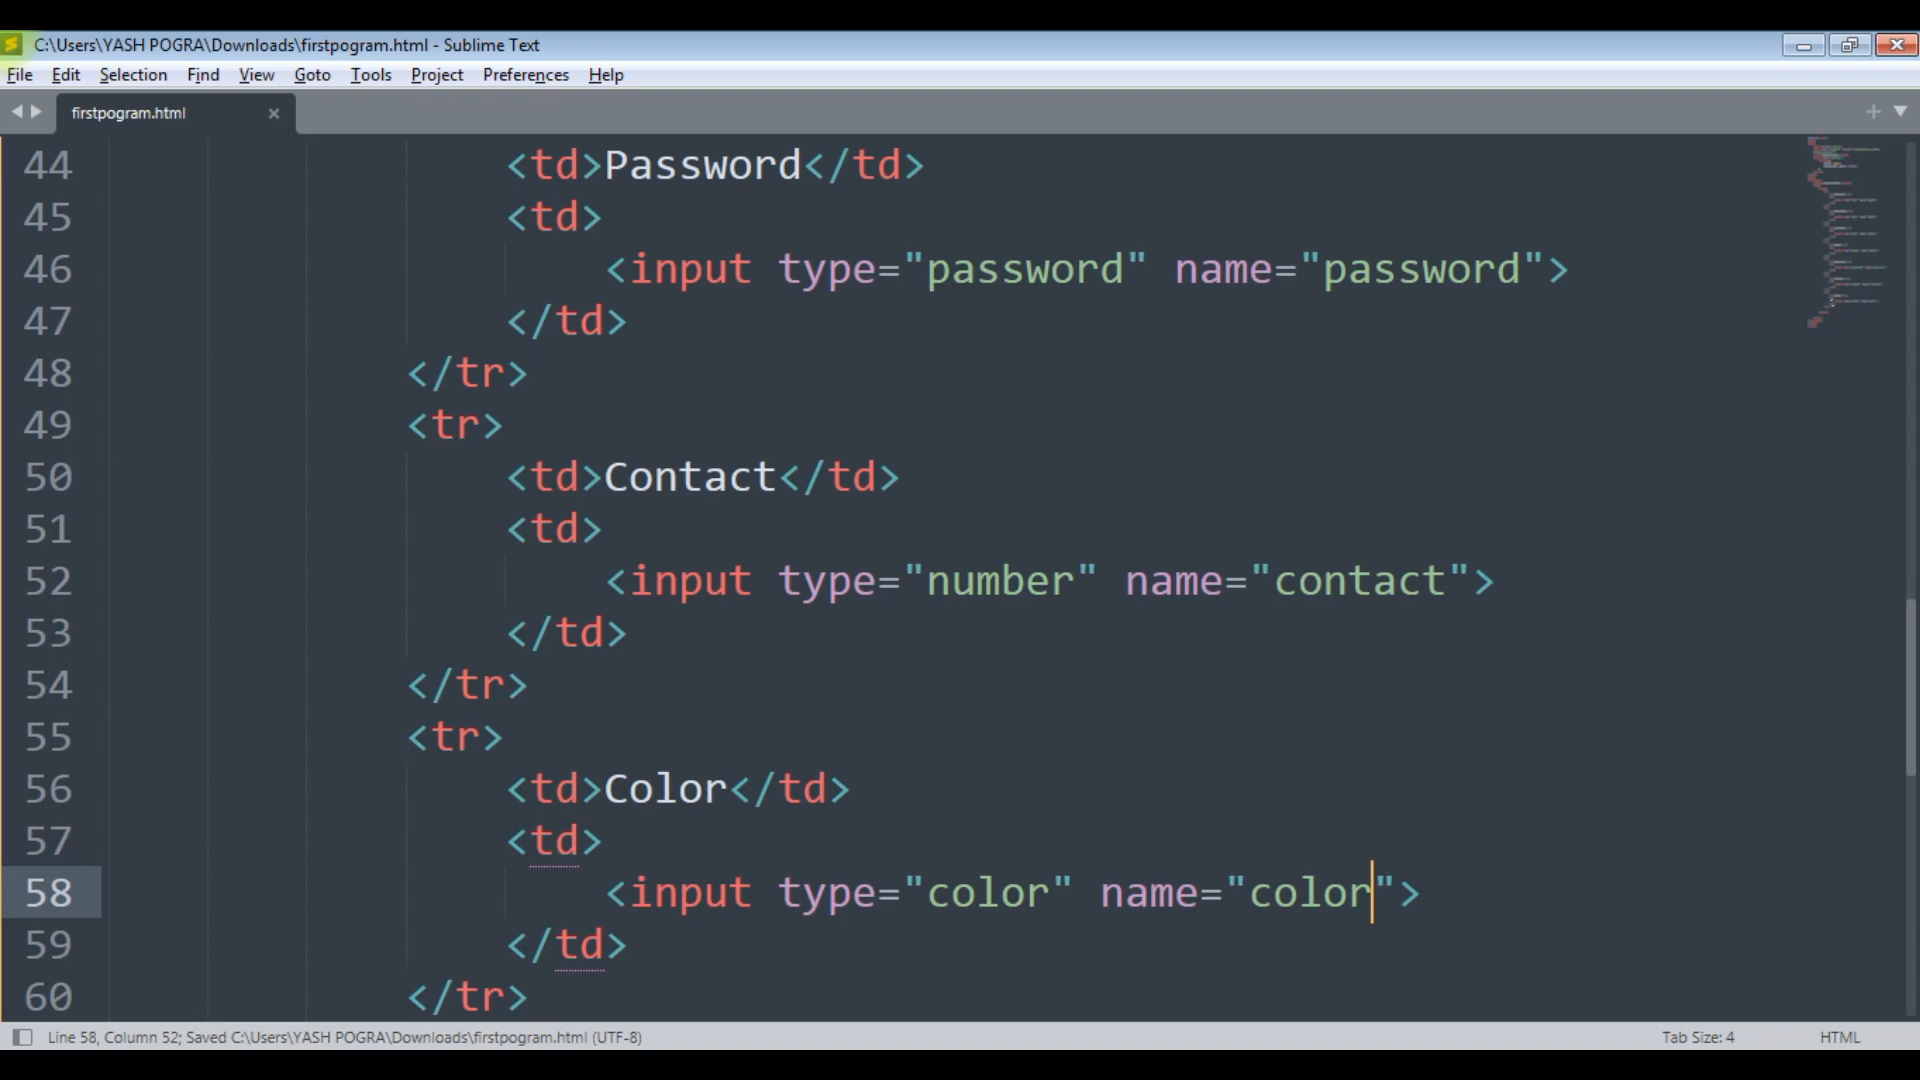 C:\Users\YASH POGRA\Downloads\firstpogram.html - Sublime Text
File Edit Selection Find View Goto Tools Project Preferences Help
firstpogram.html
44 <td>Password</td>
45 <td>
46 <input type="password" name="password">
47 </td>
48 </tr>
49 <tr>
50 <td>Contact</td>
51 <td>
52 <input type="number" name="contact">
53 </td>
54 </tr>
55 <tr>
56 <td>Color</td>
57 <td>
58 <input type="color" name="color">
59 </td>
60 </tr>
Line 58, Column 52; Saved C:\Users\YASH POGRA\Downloads\firstpogram.html (UTF-8) Tab Size: 4 HTML